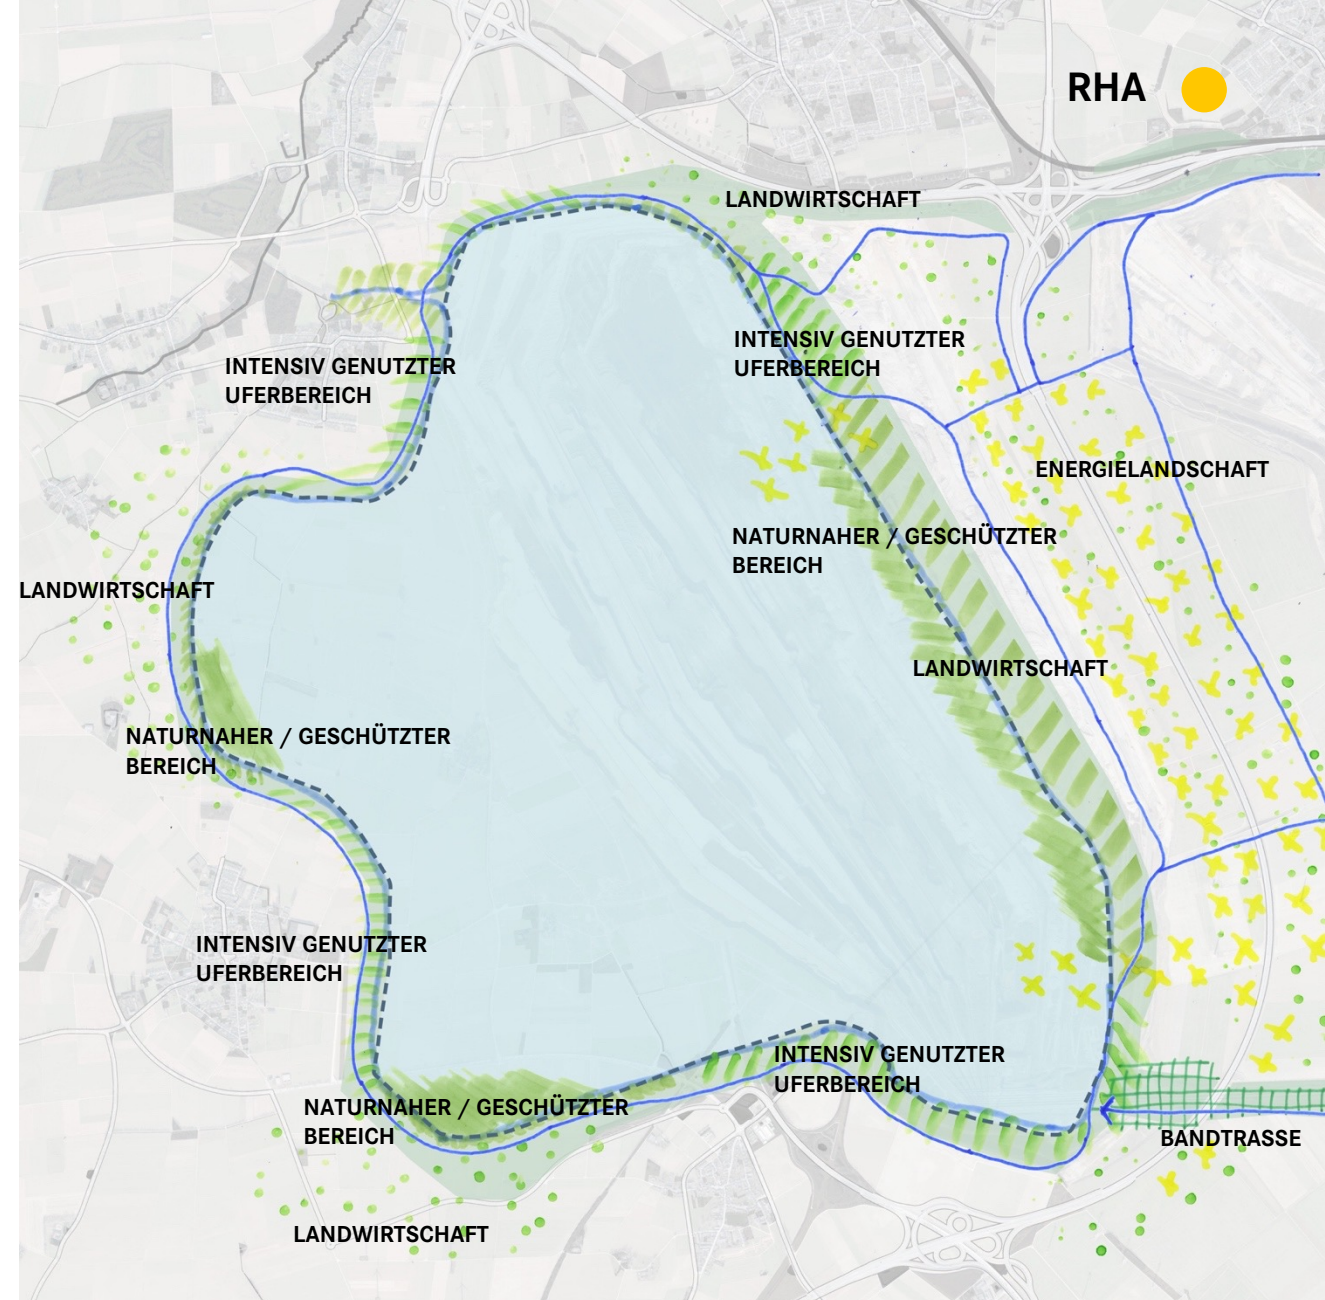 RHA
LANDWIRTSCHAFT
INTENSIV GENUTZTER
UFERBEREICH
INTENSIV GENUTZTER
UFERBEREICH
ENERGIELANDSCHAFT
NATURNAHER / GESCHÜTZTER
BEREICH
LANDWIRTSCHAFT
LANDWIRTSCHAFT
NATURNAHER / GESCHÜTZTER
BEREICH
INTENSIV GENUTZTER
UFERBEREICH
INTENSIV GENUTZTER
UFERBEREICH
NATURNAHER / GESCHÜTZTER
BEREICH
BANDTRASSE
LANDWIRTSCHAFT